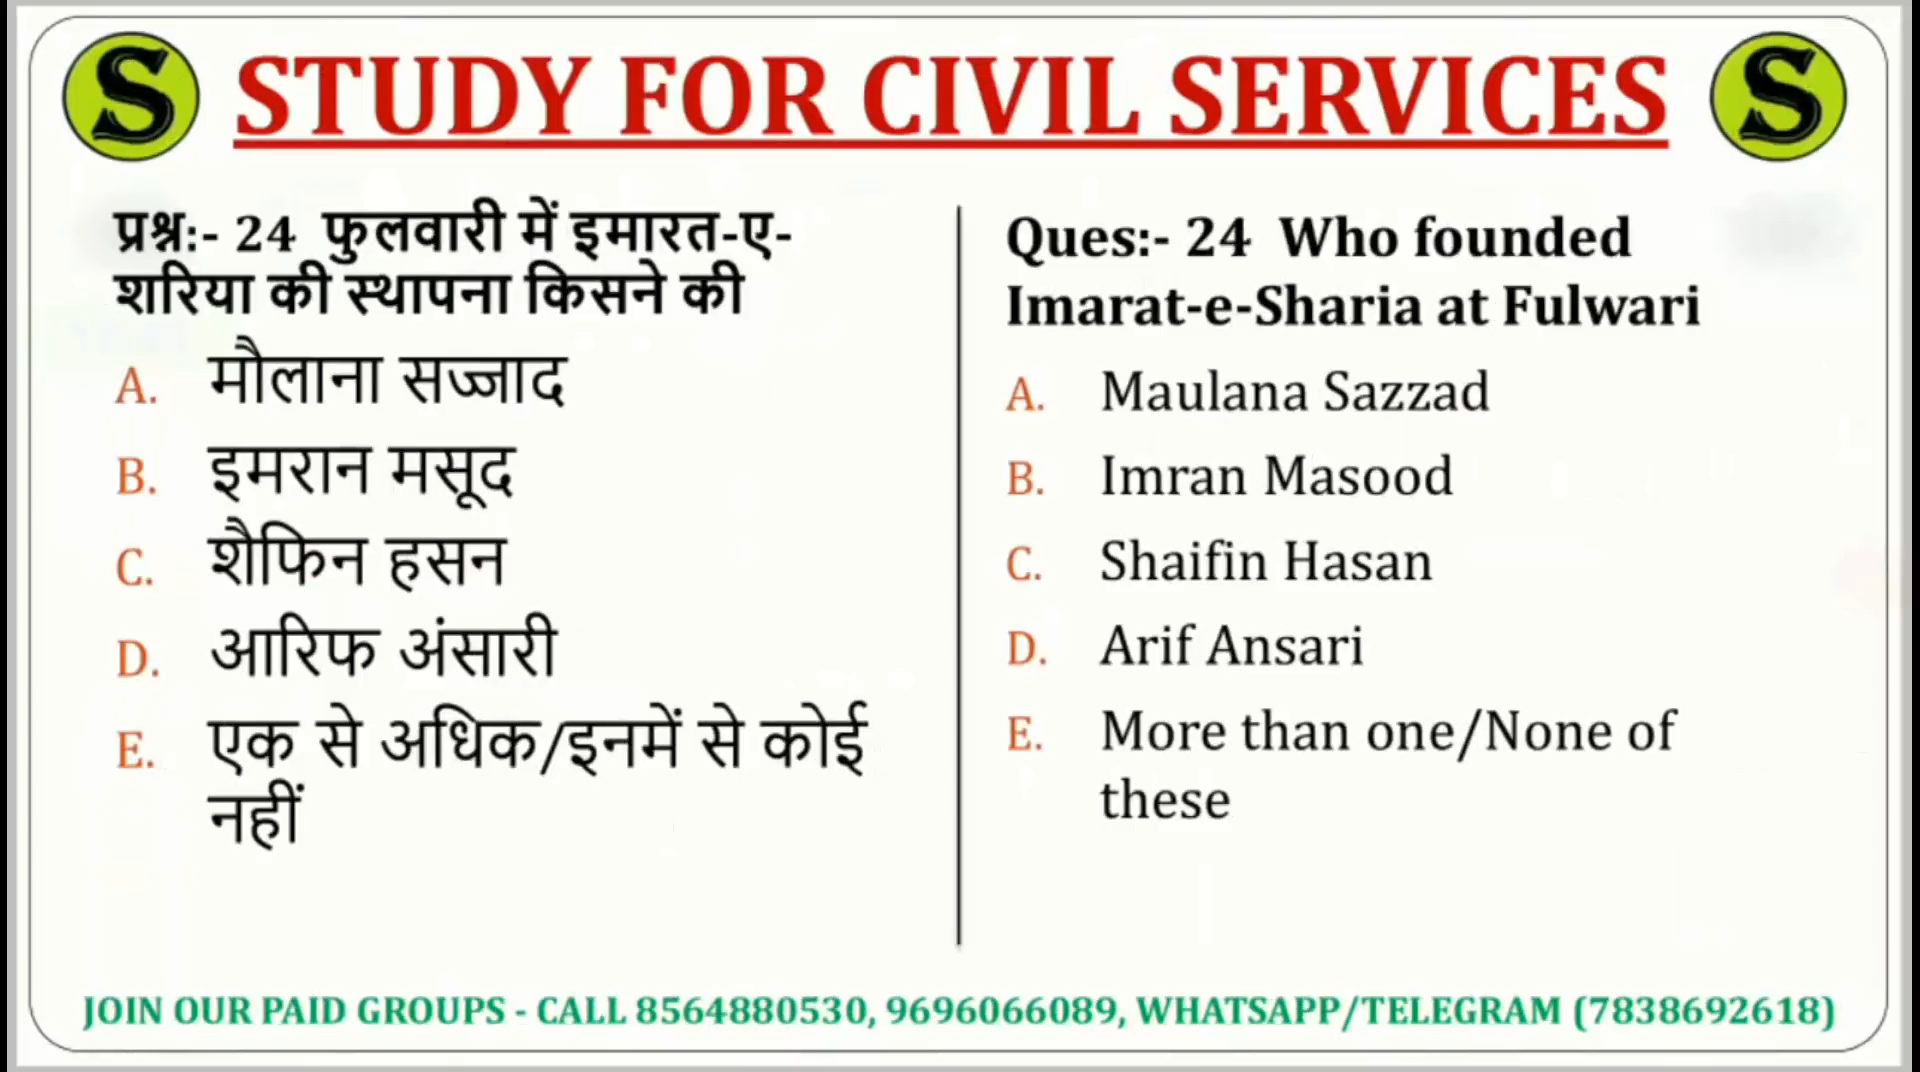 S STUDY FOR CIVIL SERVICES S
प्रश्न:- 24 फुलवारी में इमारत-ए-
शरिया की स्थापना किसने की
A. मौलाना सज्जाद
B. इमरान मसूद
C. शैफिन हसन
D. आरिफ अंसारी
E. एक से अधिक/इनमें से कोई
नहीं
Ques:- 24 Who founded
Imarat-e-Sharia at Fulwari
A. Maulana Sazzad
B. Imran Masood
C. Shaifin Hasan
D. Arif Ansari
E. More than one/None of
these
JOIN OUR PAID GROUPS - CALL 8564880530, 9696066089, WHATSAPP/TELEGRAM (7838692618)